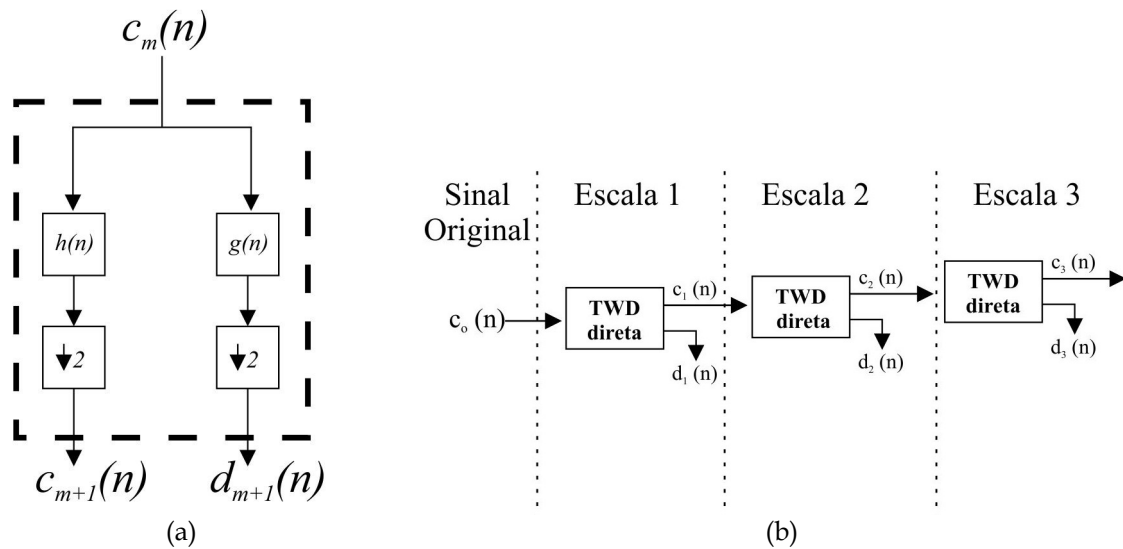 c_m(n)
h(n)
g(n)
2
2
c_{m+1}(n)
d_{m+1}(n)
(a)
Sinal
Original
Escala 1
Escala 2
Escala 3
c_o (n)
TWD
direta
c_1 (n)
d_1 (n)
TWD
direta
c_2 (n)
d_2 (n)
TWD
direta
c_3 (n)
d_3 (n)
(b)